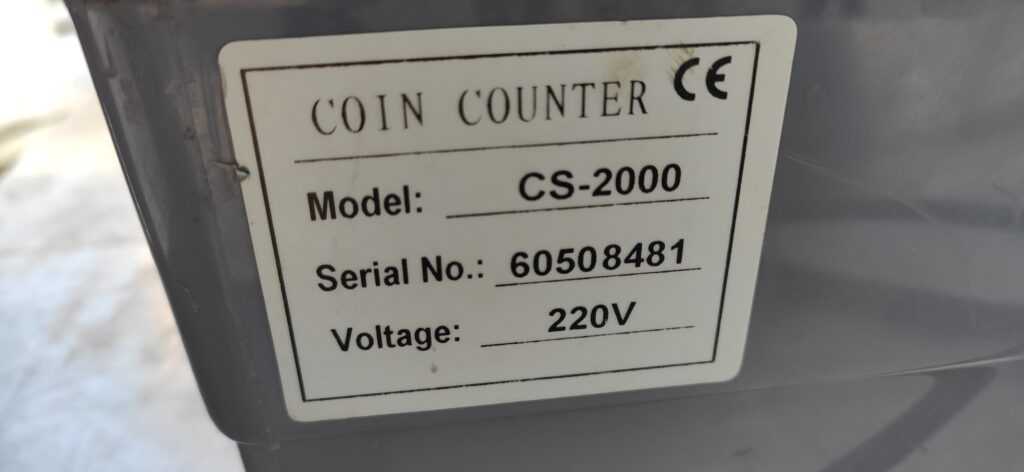 COIN COUNTER CE
Model: CS-2000
Serial No.: 60508481
Voltage: 220V